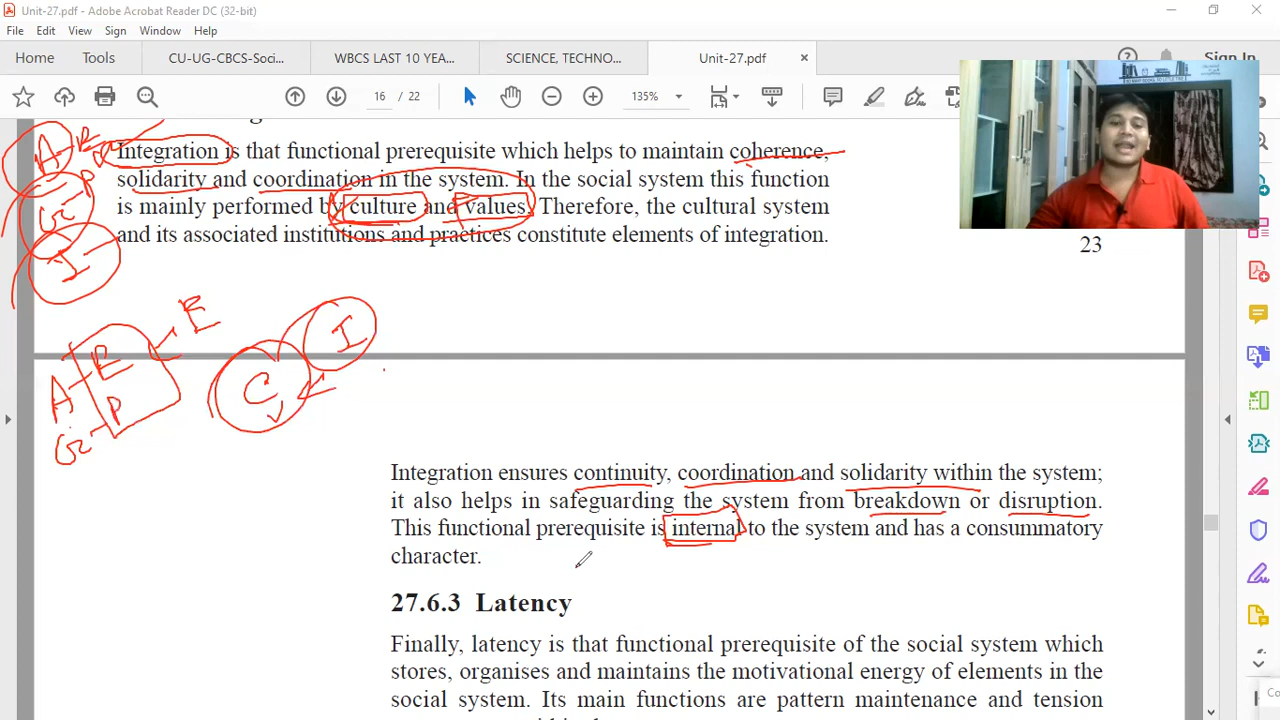 Unit-27.pdf - Adobe Acrobat Reader DC (32-bit)
File Edit View Sign Window Help
Home Tools CU-UG-CBCS-Soci... WBCS LAST 10 YEA... SCIENCE, TECHNO... Unit-27.pdf × Sign In
16 / 22 135%
Integration is that functional prerequisite which helps to maintain coherence,
solidarity and coordination in the system. In the social system this function
is mainly performed by culture and values. Therefore, the cultural system
and its associated institutions and practices constitute elements of integration.
23
A E
P
G
I
E
I
A E
C
P
G
Integration ensures continuity, coordination and solidarity within the system;
it also helps in safeguarding the system from breakdown or disruption.
This functional prerequisite is internal to the system and has a consummatory
character.
27.6.3 Latency
Finally, latency is that functional prerequisite of the social system which
stores, organises and maintains the motivational energy of elements in the
social system. Its main functions are pattern maintenance and tension